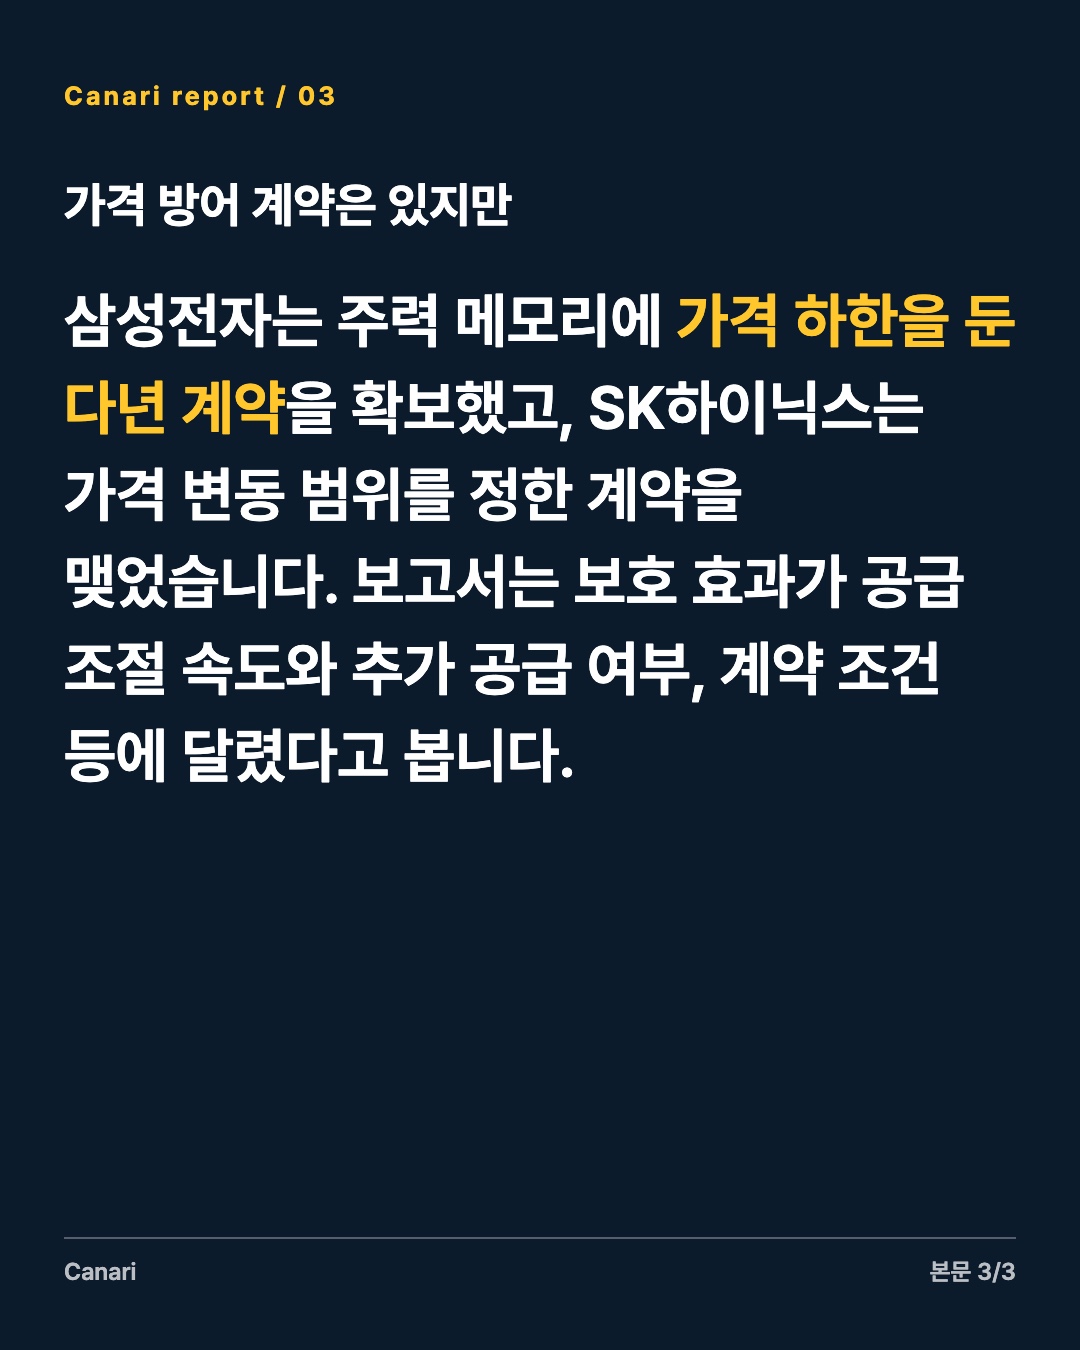 Canari report / 03
가격 방어 계약은 있지만
삼성전자는 주력 메모리에 가격 하한을 둔
다년 계약을 확보했고, SK하이닉스는
가격 변동 범위를 정한 계약을
맺었습니다. 보고서는 보호 효과가 공급
조절 속도와 추가 공급 여부, 계약 조건
등에 달렸다고 봅니다.
Canari
본문 3/3